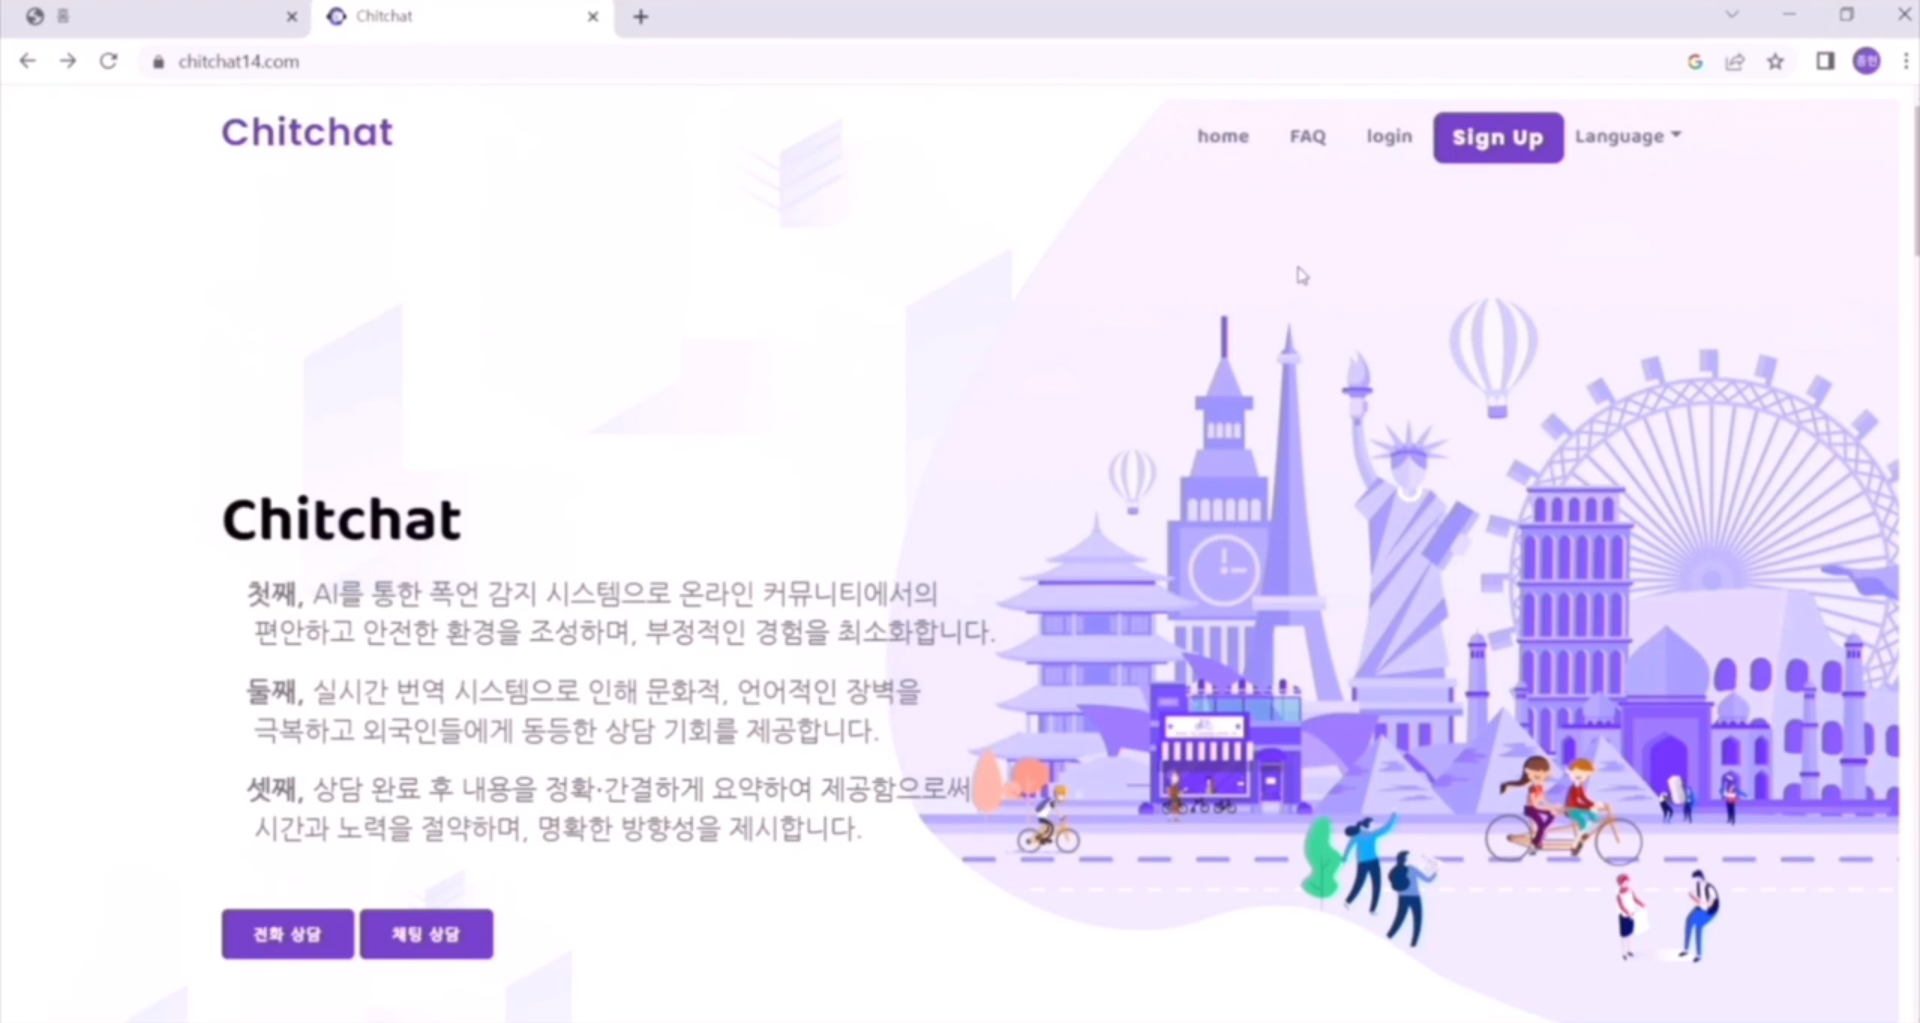 홈
Chitchat
chitchat14.com
종현
Chitchat
home
FAQ
login
Sign Up
Language
Chitchat
첫째, AI를 통한 폭언 감지 시스템으로 온라인 커뮤니티에서의
편안하고 안전한 환경을 조성하며, 부정적인 경험을 최소화합니다.
둘째, 실시간 번역 시스템으로 인해 문화적, 언어적인 장벽을
극복하고 외국인들에게 동등한 상담 기회를 제공합니다.
셋째, 상담 완료 후 내용을 정확·간결하게 요약하여 제공함으로써
시간과 노력을 절약하며, 명확한 방향성을 제시합니다.
전화 상담
채팅 상담